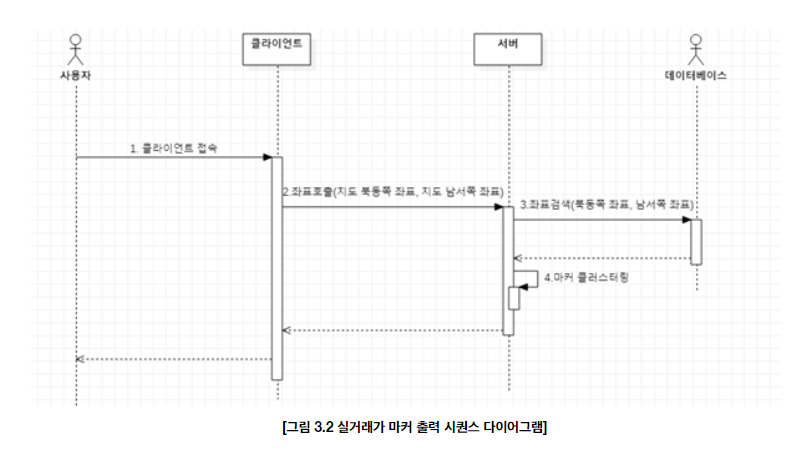 사용자
클라이언트
서버
데이터베이스
1. 클라이언트 접속
2.좌표호출(지도 북동쪽 좌표, 지도 남서쪽 좌표)
3.좌표검색(북동쪽 좌표, 남서쪽 좌표)
4.마커 클러스터링
[그림 3.2 실거래가 마커 출력 시퀀스 다이어그램]